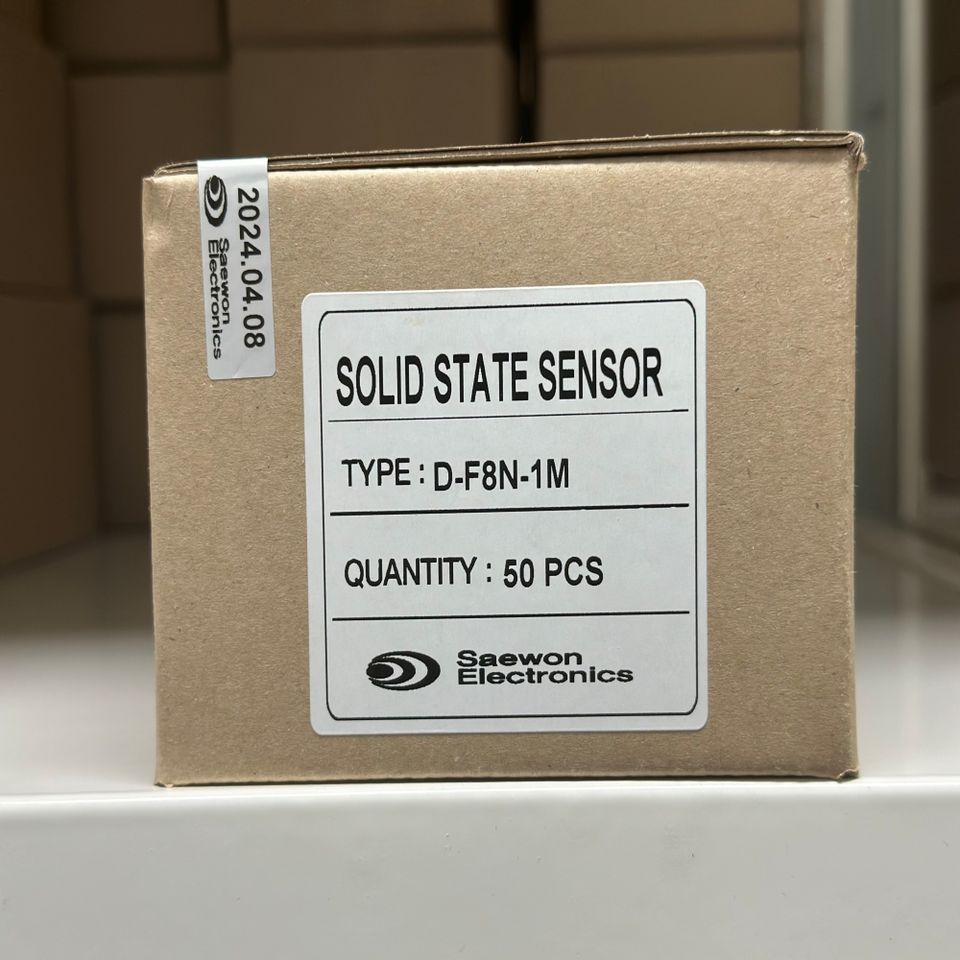 2024.04.08
Saewon
Electronics
SOLID STATE SENSOR
TYPE : D-F8N-1M
QUANTITY : 50 PCS
Saewon
Electronics